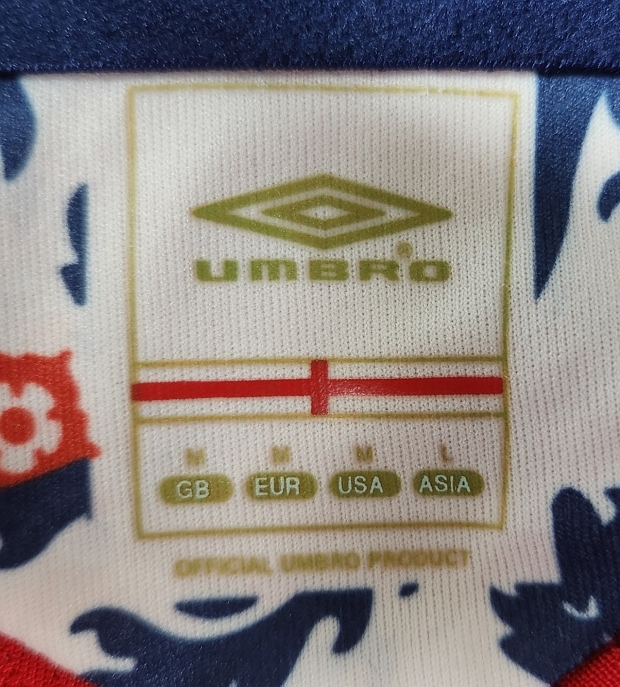 UMBRO®
M M M L
GB EUR USA ASIA
OFFICIAL UMBRO PRODUCT